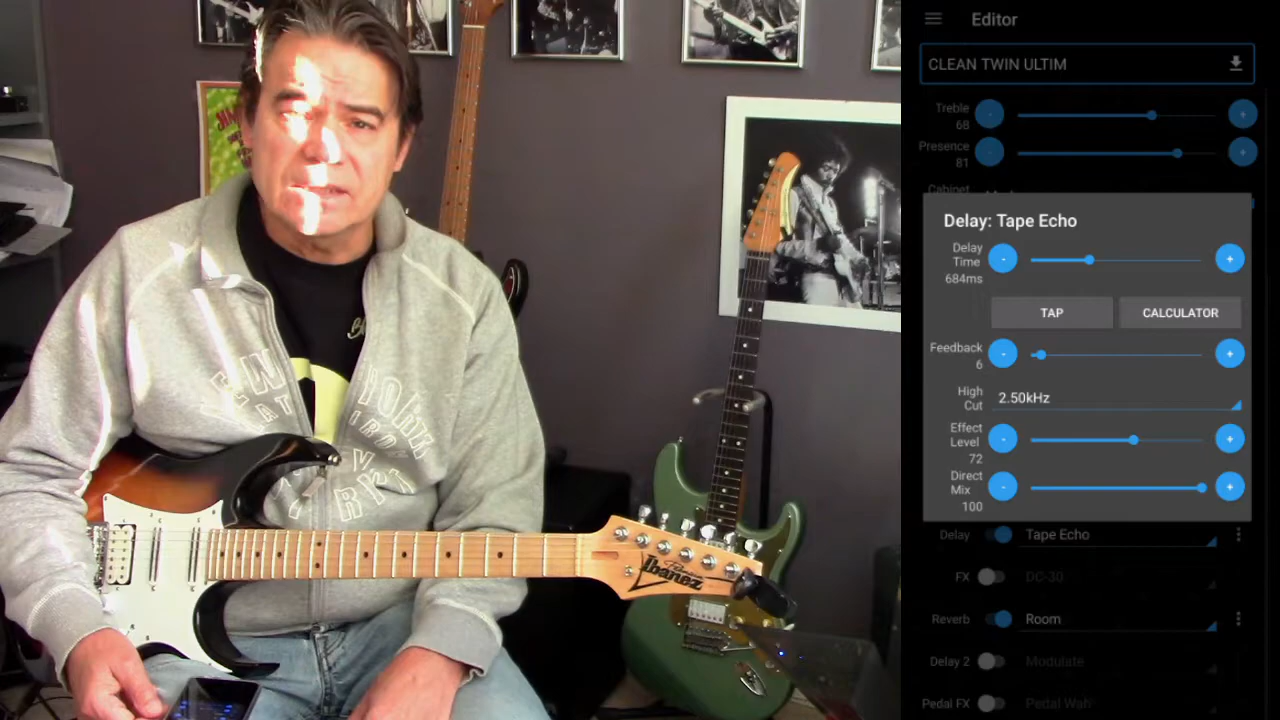 Editor
CLEAN TWIN ULTIM
Treble
68
Presence
81
Cabinet
Delay: Tape Echo
Delay
Time
684ms
TAP
CALCULATOR
Feedback
6
High
Cut
2.50kHz
Effect
Level
72
Direct
Mix
100
Delay
Tape Echo
FX
DC-30
Reverb
Room
Delay 2
Modulate
Pedal FX
Pedal Wah
Ibanez